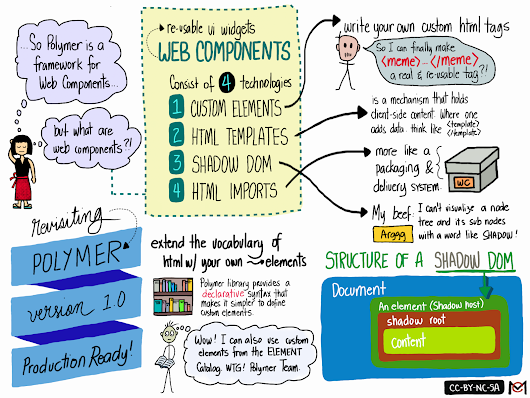 ...So Polymer is a
framework for
Web Components...
but what are
web components?!
re-usable ui widgets
WEB COMPONENTS
Consist of 4 technologies
1 CUSTOM ELEMENTS
2 HTML TEMPLATES
3 SHADOW DOM
4 HTML IMPORTS
write your own custom html tags
So I can finally make
<meme>...</meme>
a real & re-usable tag?!
is a mechanism that holds
client-side content. Where one
adds data. think like <template>
</template>
more like a
packaging &
delivery SYSTEM.
WC
My beef:
Argggg
I can't visualize a node
tree and its sub nodes
with a word like SHADOW!
revisiting
POLYMER
version 1.0
Production Ready!
extend the vocabulary of
html w/ your own elements
Polymer library provides a
declarative syntax that
makes it simpler to define
custom elements.
Wow! I can also use custom
elements from the ELEMENT
Catalog. WTG! Polymer Team.
STRUCTURE OF A SHADOW DOM
Document
An element (Shadow host)
shadow root
Content
CC-BY-NC-SA